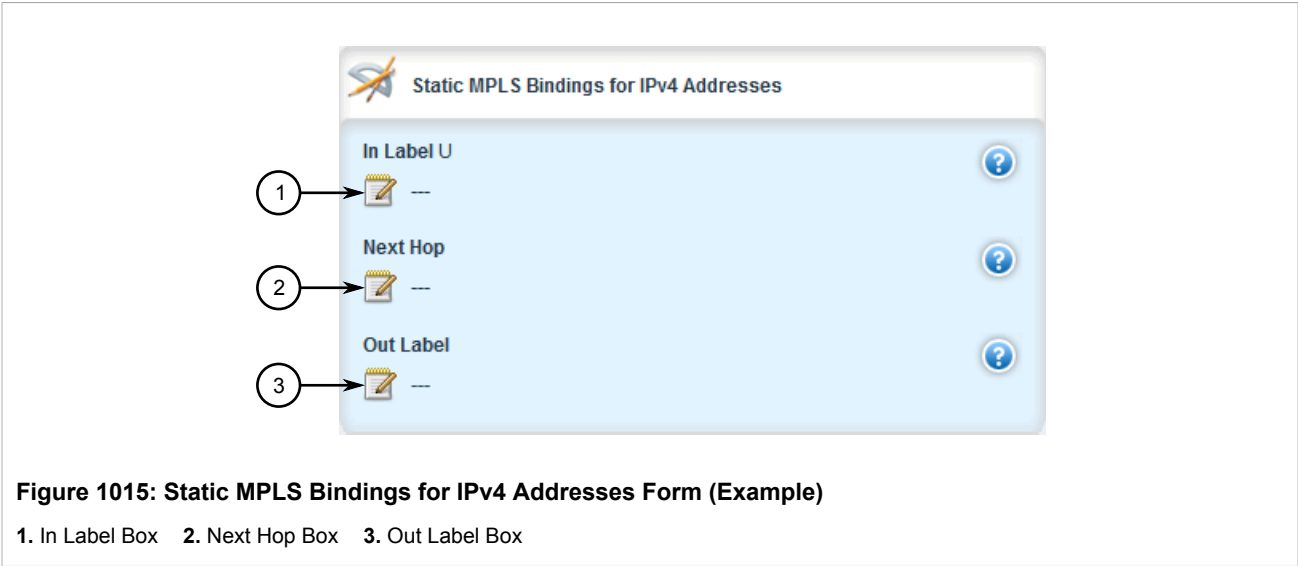 Static MPLS Bindings for IPv4 Addresses
In Label U
1
---
Next Hop
2
---
Out Label
3
---
Figure 1015: Static MPLS Bindings for IPv4 Addresses Form (Example)
1. In Label Box 2. Next Hop Box 3. Out Label Box